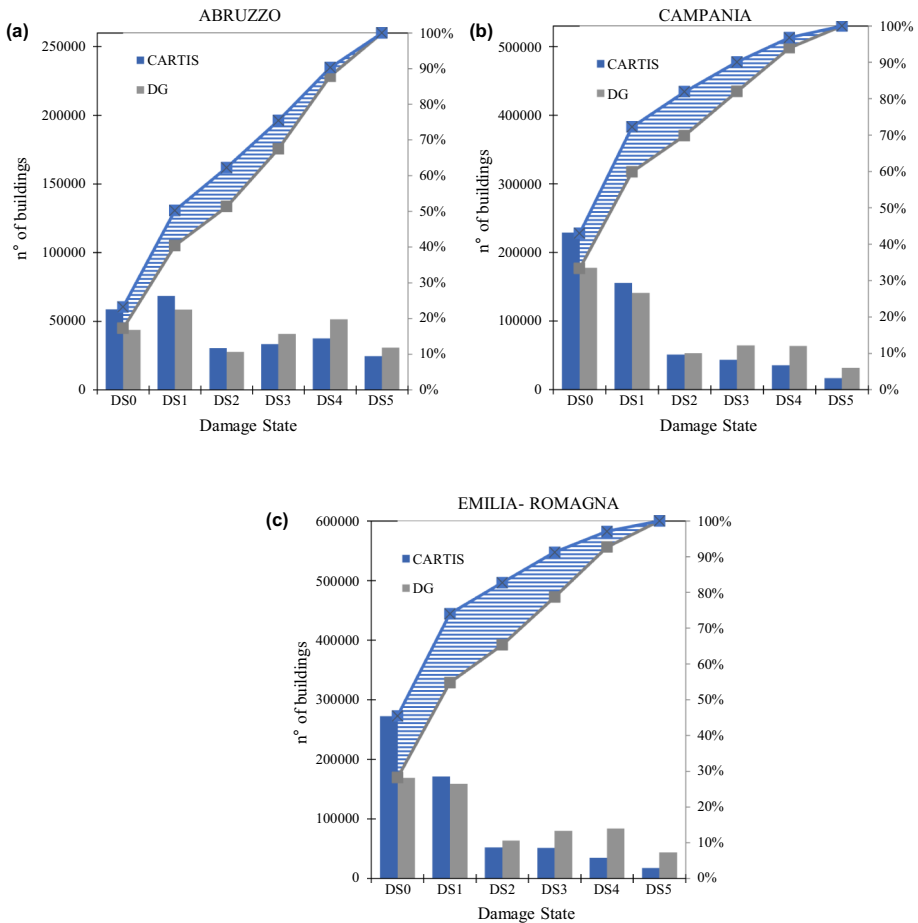 ABRUZZO
(a)
250000
200000
150000
100000
50000
0
n° of buildings
CARTIS
DG
100%
90%
80%
70%
60%
50%
40%
30%
20%
10%
0%
DS0 DS1 DS2 DS3 DS4 DS5
Damage State
CAMPANIA
(b)
500000
400000
300000
200000
100000
0
n° of buildings
CARTIS
DG
100%
90%
80%
70%
60%
50%
40%
30%
20%
10%
0%
DS0 DS1 DS2 DS3 DS4 DS5
Damage State
EMILIA- ROMAGNA
(c)
600000
500000
400000
300000
200000
100000
0
n° of buildings
CARTIS
DG
100%
90%
80%
70%
60%
50%
40%
30%
20%
10%
0%
DS0 DS1 DS2 DS3 DS4 DS5
Damage State